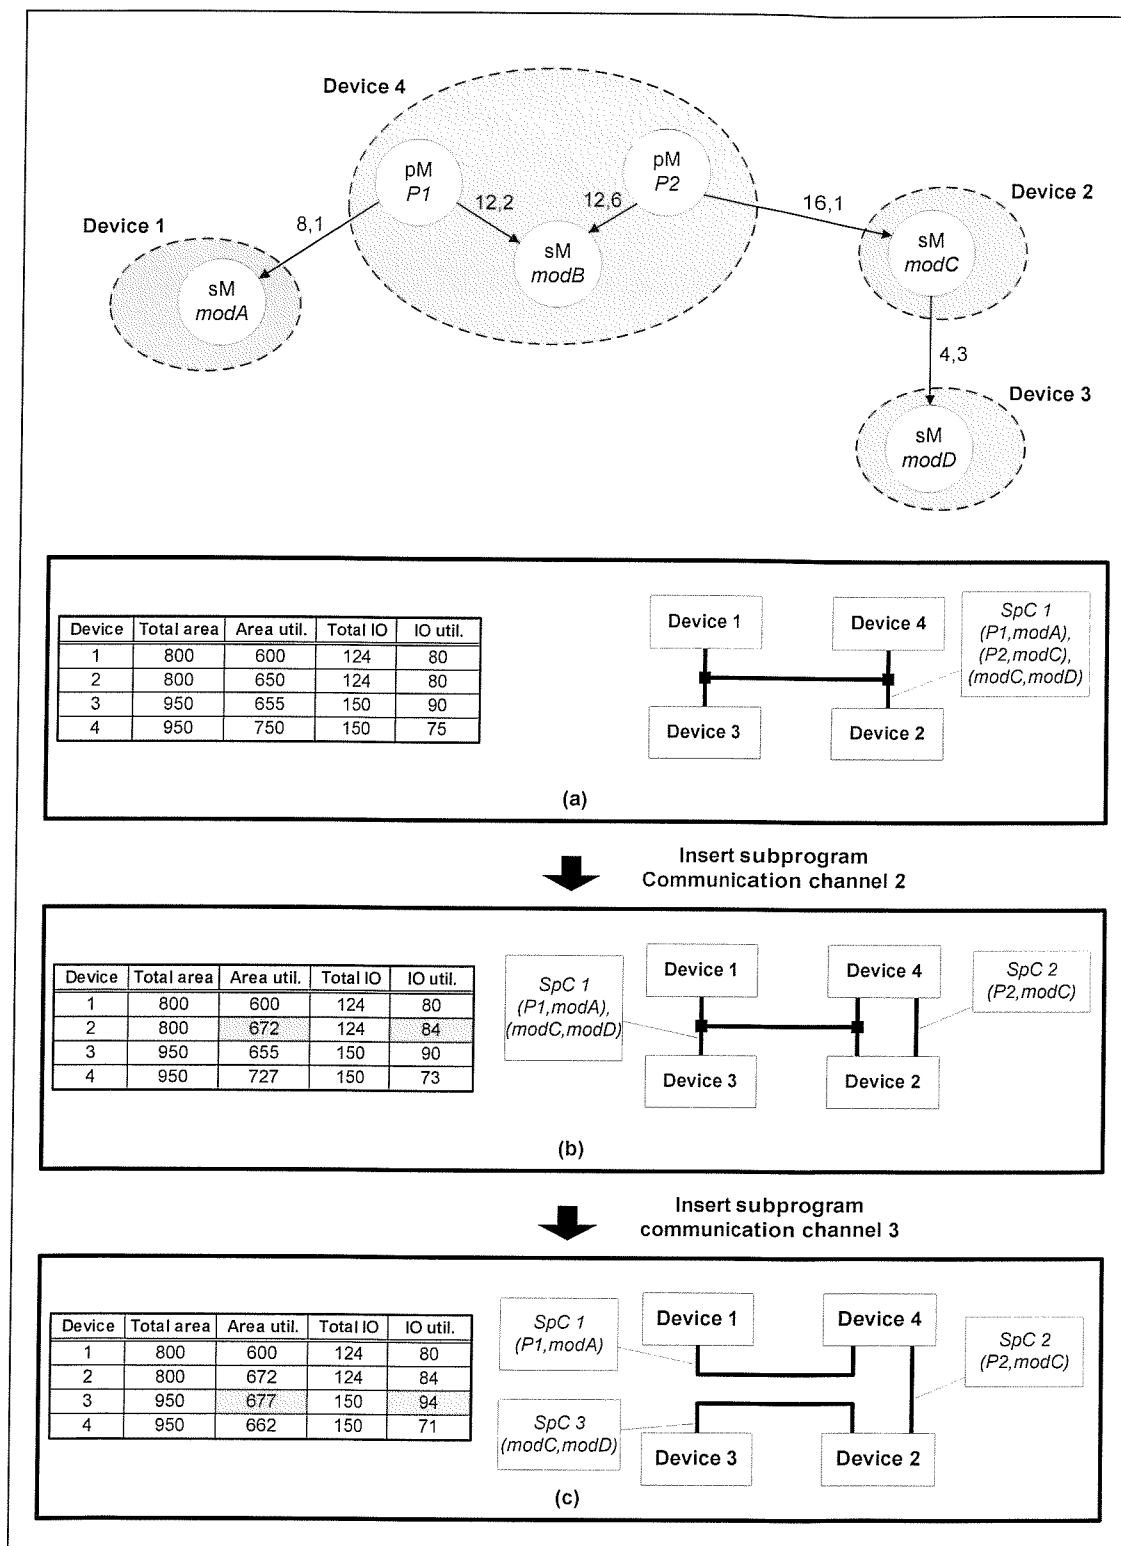 Device 4
pM
P1
pM
P2
12,2
12,6
16,1
Device 2
8,1
Device 1
sM
modB
sM
modC
sM
modA
4,3
Device 3
sM
modD
Device Total area Area util. Total IO IO util.
1 800 600 124 80
2 800 650 124 80
3 950 655 150 90
4 950 750 150 75
Device 1
Device 4
Device 3
Device 2
SpC 1
(P1,modA),
(P2,modC),
(modC,modD)
(a)
Insert subprogram
Communication channel 2
Device Total area Area util. Total IO IO util.
1 800 600 124 80
2 800 672 124 84
3 950 655 150 90
4 950 727 150 73
SpC 1
(P1,modA),
(modC,modD)
Device 1
Device 4
Device 3
Device 2
SpC 2
(P2,modC)
(b)
Insert subprogram
communication channel 3
Device Total area Area util. Total IO IO util.
1 800 600 124 80
2 800 672 124 84
3 950 677 150 94
4 950 662 150 71
SpC 1
(P1,modA)
SpC 3
(modC,modD)
Device 1
Device 4
Device 3
Device 2
SpC 2
(P2,modC)
(c)